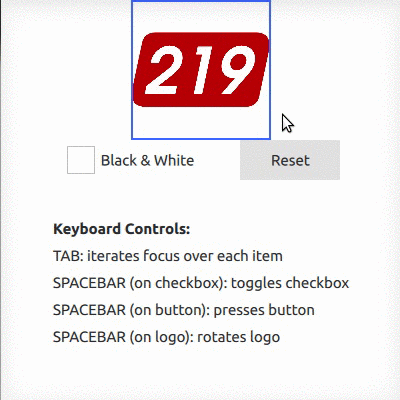 219
Black & White
Reset
Keyboard Controls:
TAB: iterates focus over each item
SPACEBAR (on checkbox): toggles checkbox
SPACEBAR (on button): presses button
SPACEBAR (on logo): rotates logo